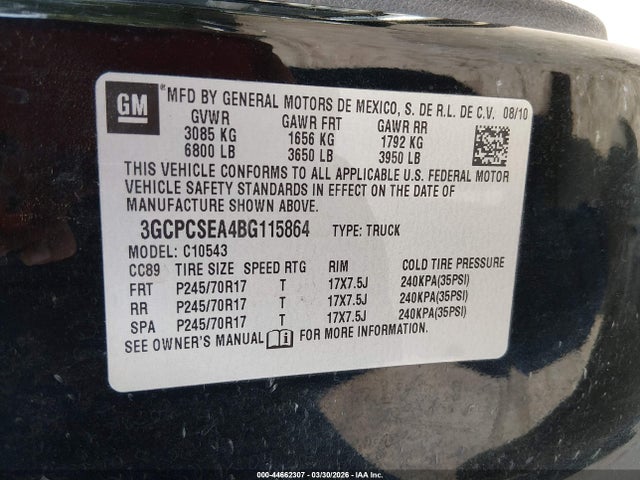 GM
®MFD BY GENERAL MOTORS DE MEXICO, S. DE R.L. DE C.V. 08/10
GVWR GAWR FRT GAWR RR
3085 KG 1656 KG 1792 KG
6800 LB 3650 LB 3950 LB
THIS VEHICLE CONFORMS TO ALL APPLICABLE U.S. FEDERAL MOTOR
VEHICLE SAFETY STANDARDS IN EFFECT ON THE DATE OF
MANUFACTURE SHOWN ABOVE.
3GCPCSEA4BG115864 TYPE: TRUCK
MODEL: C10543
CC89 TIRE SIZE SPEED RTG RIM COLD TIRE PRESSURE
FRT P245/70R17 T 17X7.5J 240KPA(35PSI)
RR P245/70R17 T 17X7.5J 240KPA(35PSI)
SPA P245/70R17 T 17X7.5J 240KPA(35PSI)
SEE OWNER'S MANUAL FOR MORE INFORMATION.
000-44662307 - 03/30/2026 - IAA Inc.